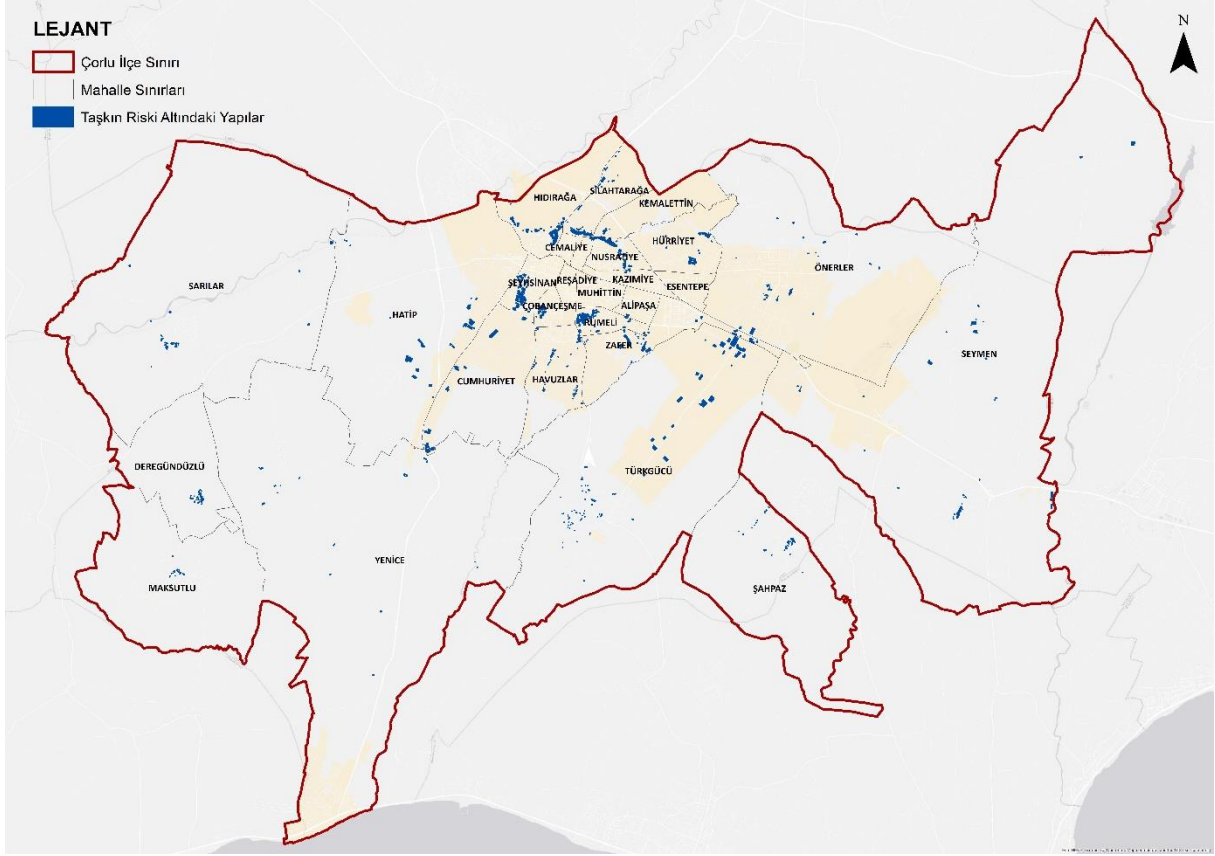 LEJANT
Çorlu İlçe Sınırı
Mahalle Sınırları
Taşkın Riski Altındaki Yapılar
N
HIDIRAĞA
SİLAHTARAĞA
KEMALETTİN
CEMALİYE
HÜRRİYET
NUSRATİYE
ÖNERLER
SARILAR
ŞEYHSİNAN
REŞADİYE
KAZIMİYE
ESENTEPE
MUHİTTİN
HATİP
ÇOBANÇEŞME
ALİPAŞA
RUMELİ
ZAFER
SEYMEN
CUMHURİYET
HAVUZLAR
DEREGÜNDÜZLÜ
TÜRKGÜCÜ
YENİCE
MAKSUTLU
ŞAHPAZ